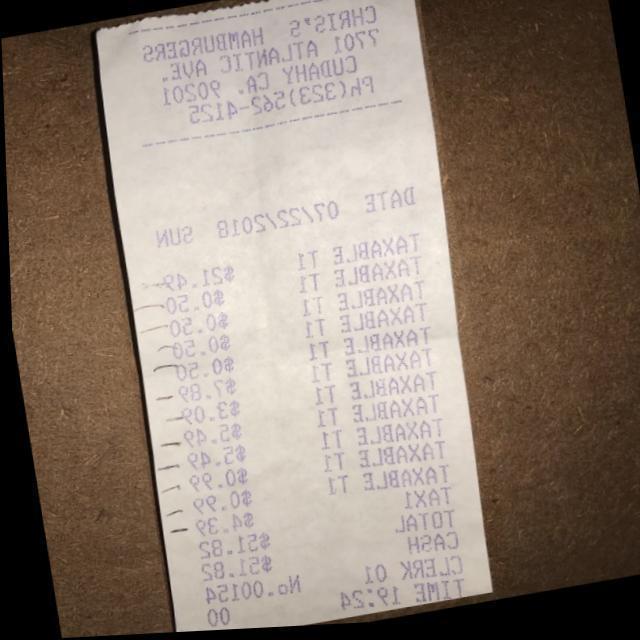 CHRIS'S HAMBURGERS
7701 ATLANTIC AVE.
CUDAHY CA. 90201
PH(323)562-4125
DATE 07/22/2018 SUN
TAXABLE T1 $21.49
TAXABLE T1 $0.50
TAXABLE T1 $0.50
TAXABLE T1 $0.50
TAXABLE T1 $0.50
TAXABLE T1 $7.89
TAXABLE T1 $3.09
TAXABLE T1 $5.49
TAXABLE T1 $5.49
TAXABLE T1 $0.99
TAXABLE T1 $0.99
TAX1 $4.39
TOTAL $51.82
CASH $51.82
CLERK 01 No.00154
TIME 19:24 00